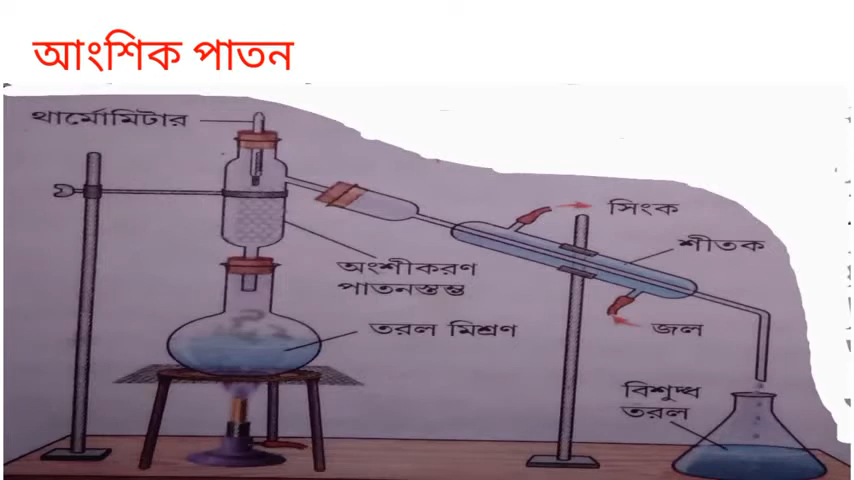 আংশিক পাতন
থার্মোমিটার
সিংক
শীতক
অংশীকরণ
পাতনস্তম্ভ
তরল মিশ্রণ
জল
বিশুদ্ধ
তরল